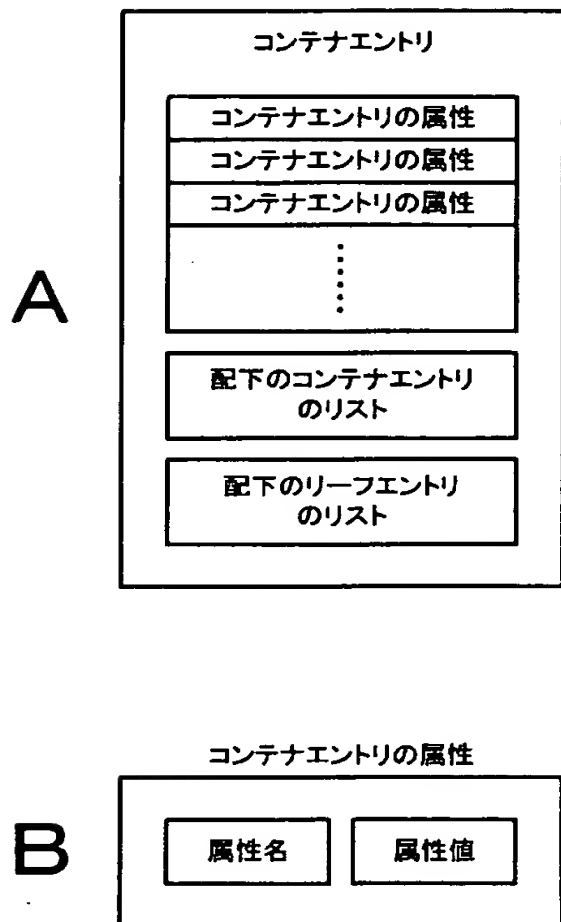 コンテナエントリ
コンテナエントリの属性
コンテナエントリの属性
コンテナエントリの属性
A
配下のコンテナエントリ
のリスト
配下のリーフエントリ
のリスト
コンテナエントリの属性
B
属性名
属性値